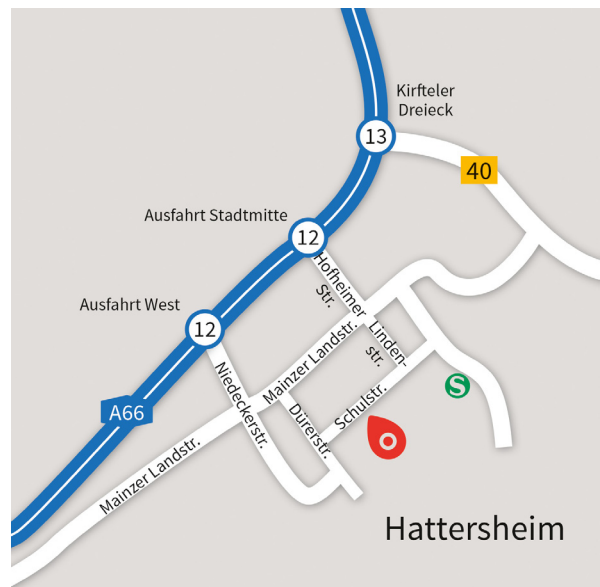 Kirfteler
Dreieck
13
40
Ausfahrt Stadtmitte
12
Hofheimer
Str.
Ausfahrt West
12
Linden-
str.
Mainzer Landstr.
Niedeckerstr.
Dürerstr.
Schulstr.
S
A66
Mainzer Landstr.
Hattersheim